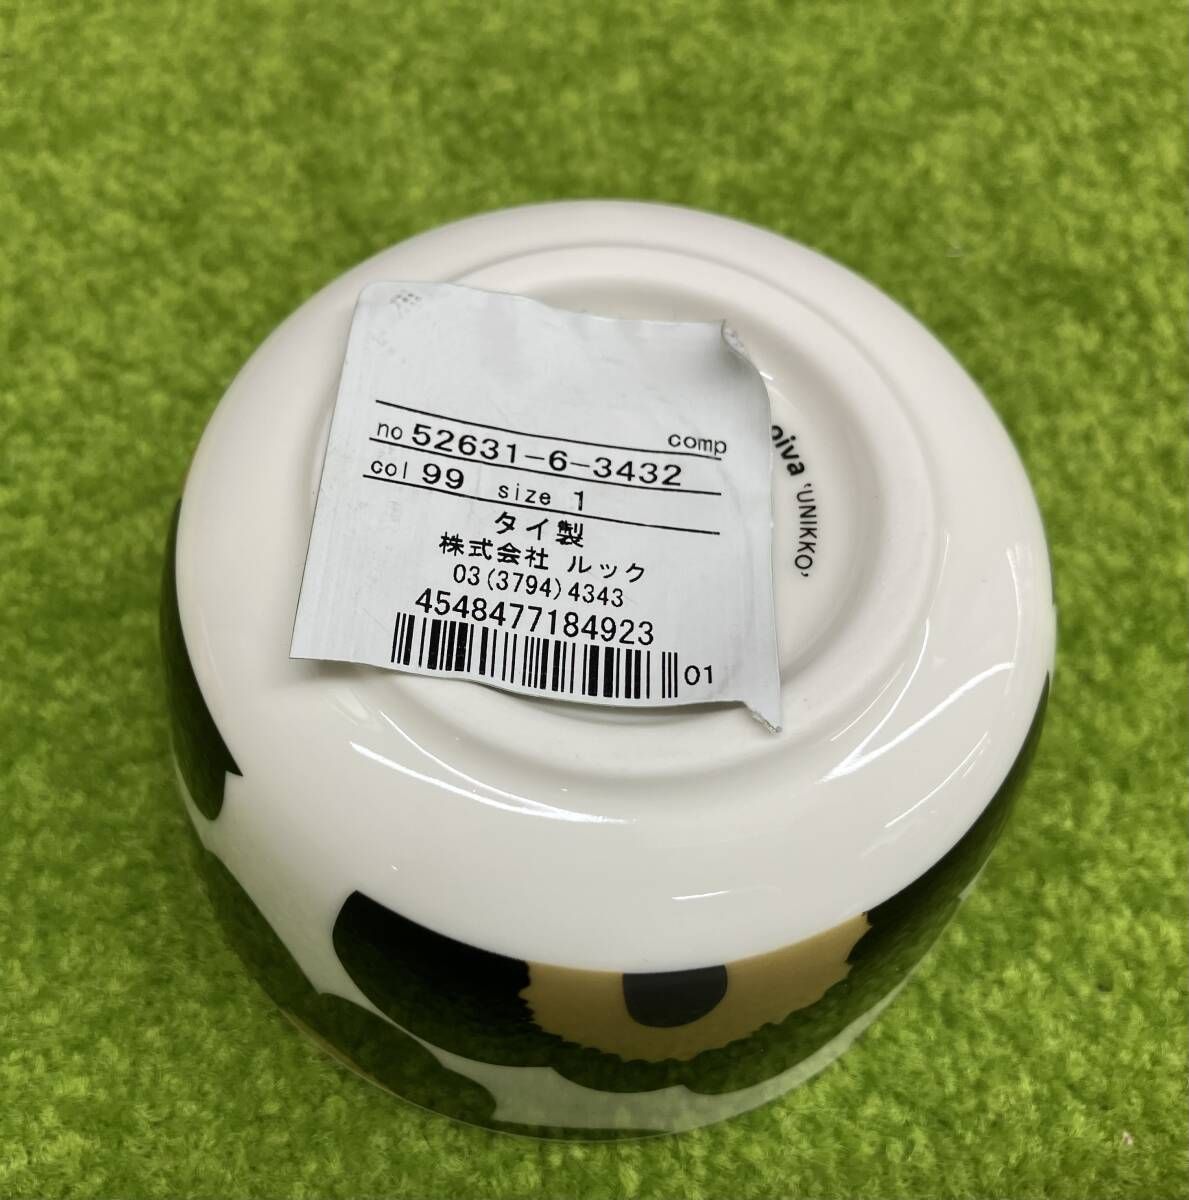 comp
no 52631-6-3432
col 99 size 1
タイ製
株式会社 ルック
03(3794)4343
4548477184923
01
oiva 'UNIKKO'